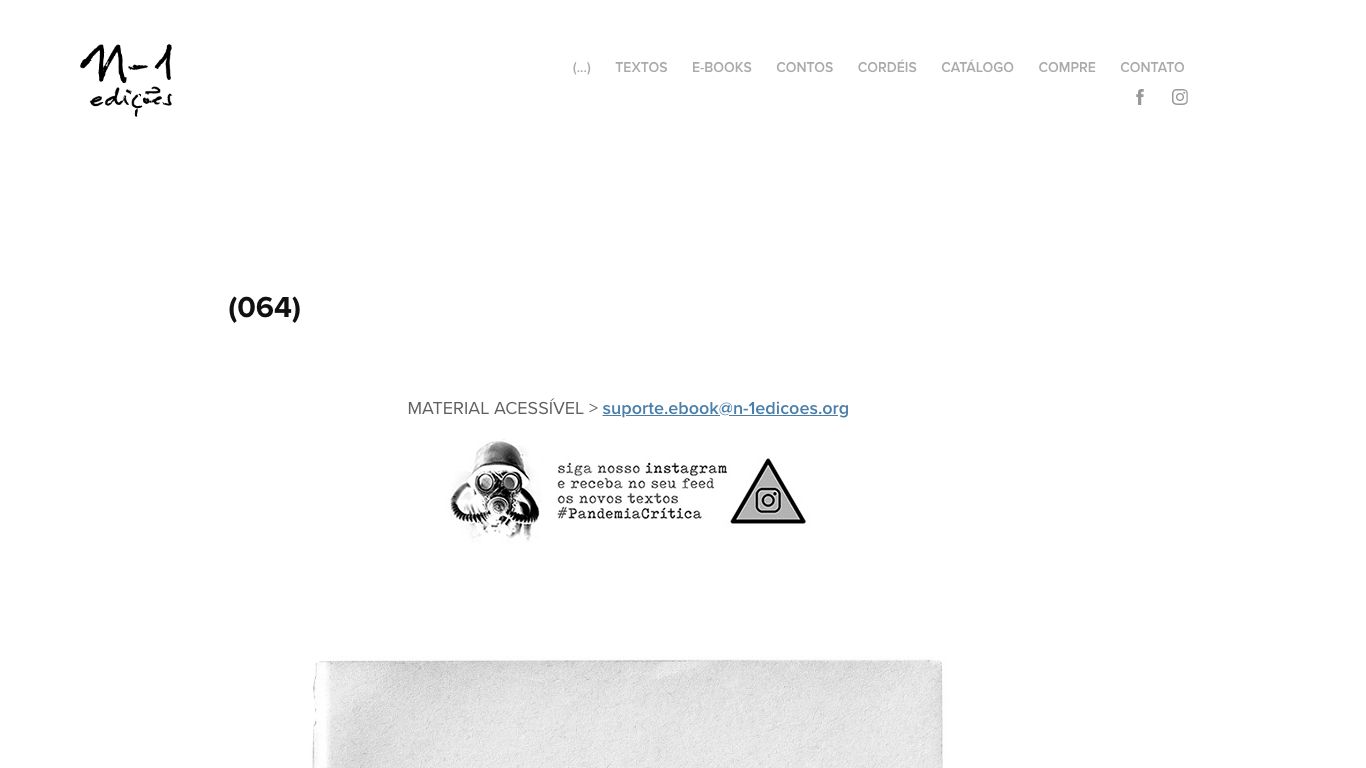 n-1
edições
(...) TEXTOS E-BOOKS CONTOS CORDÉIS CATÁLOGO COMPRE CONTATO
(064)
MATERIAL ACESSÍVEL > suporte.ebook@n-1edicoes.org
siga nosso instagram
e receba no seu feed
os novos textos
#PandemiaCrítica